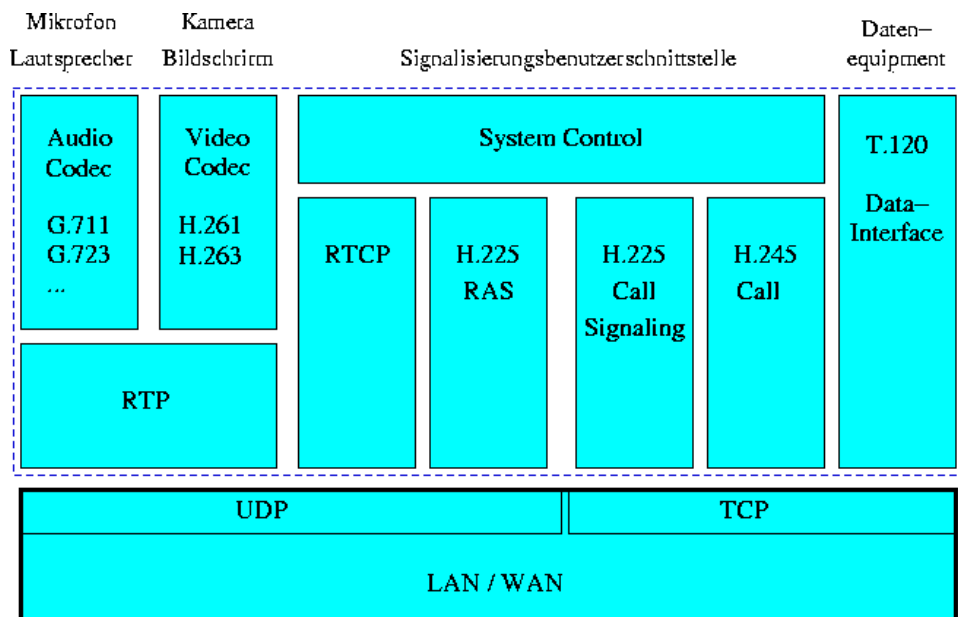 Mikrofon
Lautsprecher
Kamera
Bildschrirm
Signalisierungsbenutzerschnittstelle
Daten–
equipment
Audio
Codec
G.711
G.723
...
Video
Codec
H.261
H.263
System Control
RTCP
H.225
RAS
H.225
Call
Signaling
H.245
Call
T.120
Data–
Interface
RTP
UDP
TCP
LAN / WAN